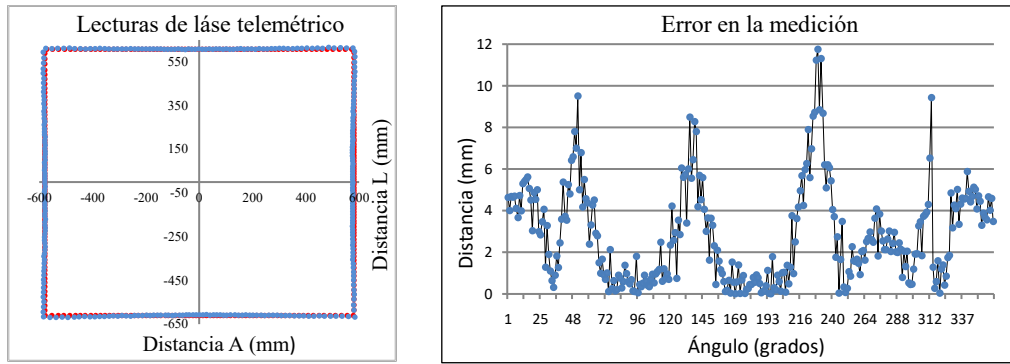 Lecturas de láse telemétrico
550
350
150
-600 -400 -200 -50 0 200 400 600
-250
-450
-650
Distancia L (mm)
Distancia A (mm)
Error en la medición
12
10
8
6
4
2
0
Distancia (mm)
1 25 48 72 96 121 145 169 193 216 240 264 288 312 337
Ángulo (grados)